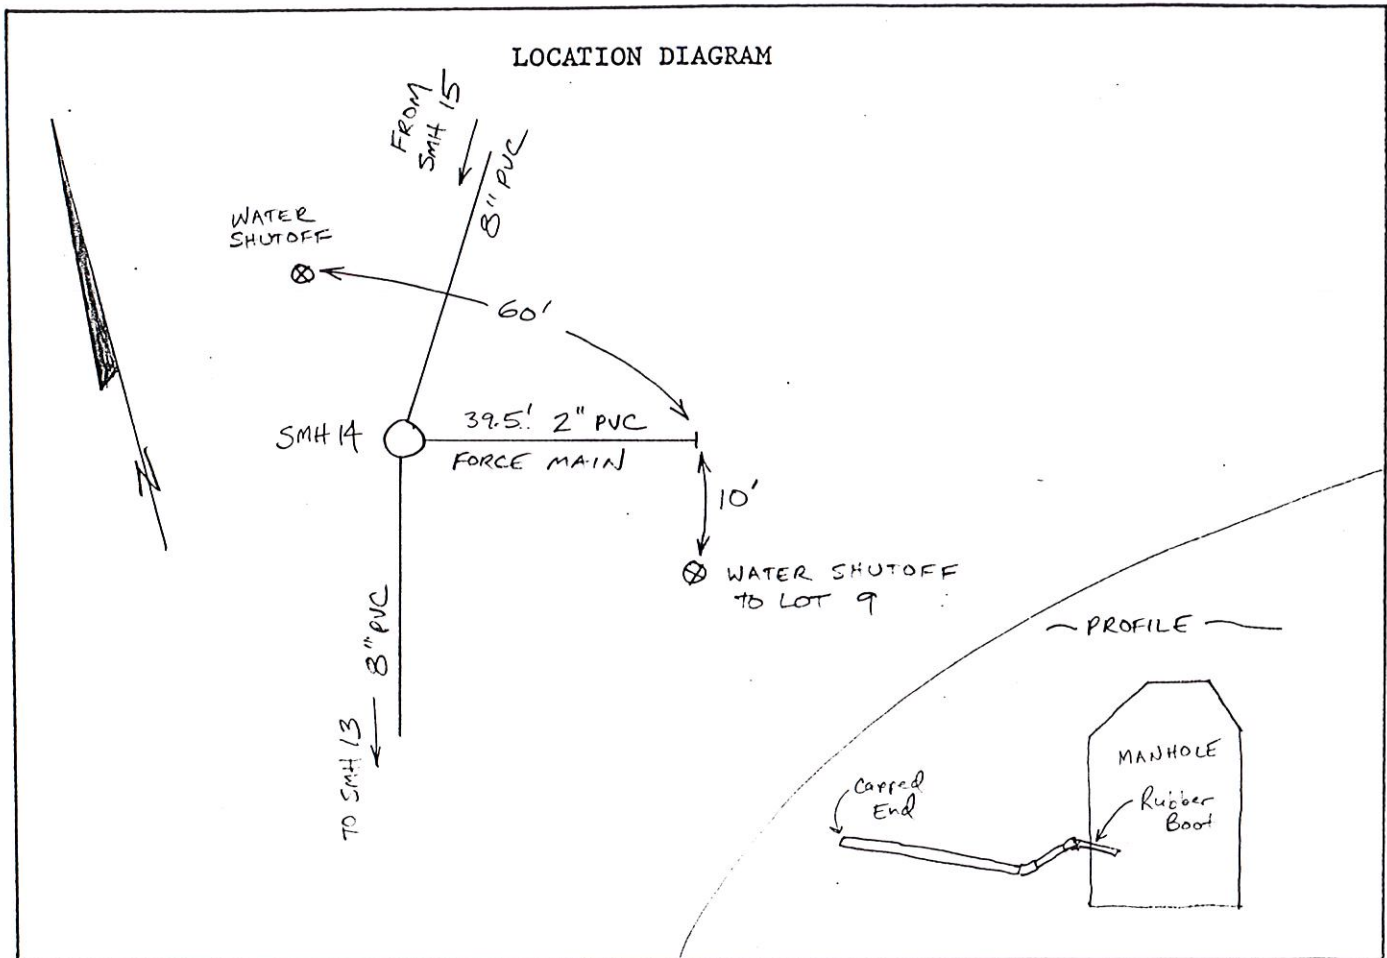 LOCATION DIAGRAM
FROM
SMH 15
8" PVC
WATER
SHUTOFF
60'
SMH 14
39.5' 2" PVC
FORCE MAIN
10'
N
WATER SHUTOFF
TO LOT 9
8" PVC
TO SMH 13
PROFILE
MANHOLE
Capped
End
Rubber
Boot